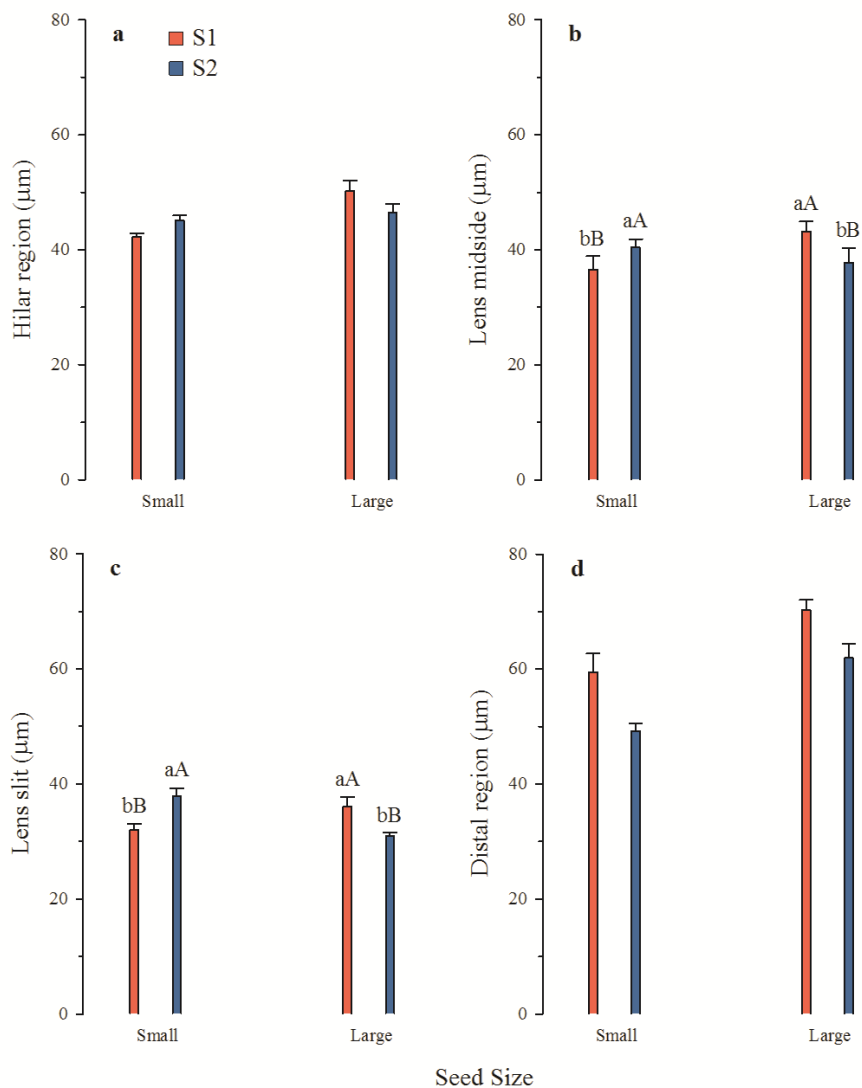 a
S1
S2
Hilar region (μm)
80
60
40
20
0
Small
Large
b
Lens midside (μm)
80
60
40
20
0
bB
aA
aA
bB
Small
Large
c
Lens slit (μm)
80
60
40
20
0
bB
aA
aA
bB
Small
Large
d
Distal region (μm)
80
60
40
20
0
Small
Large
Seed Size